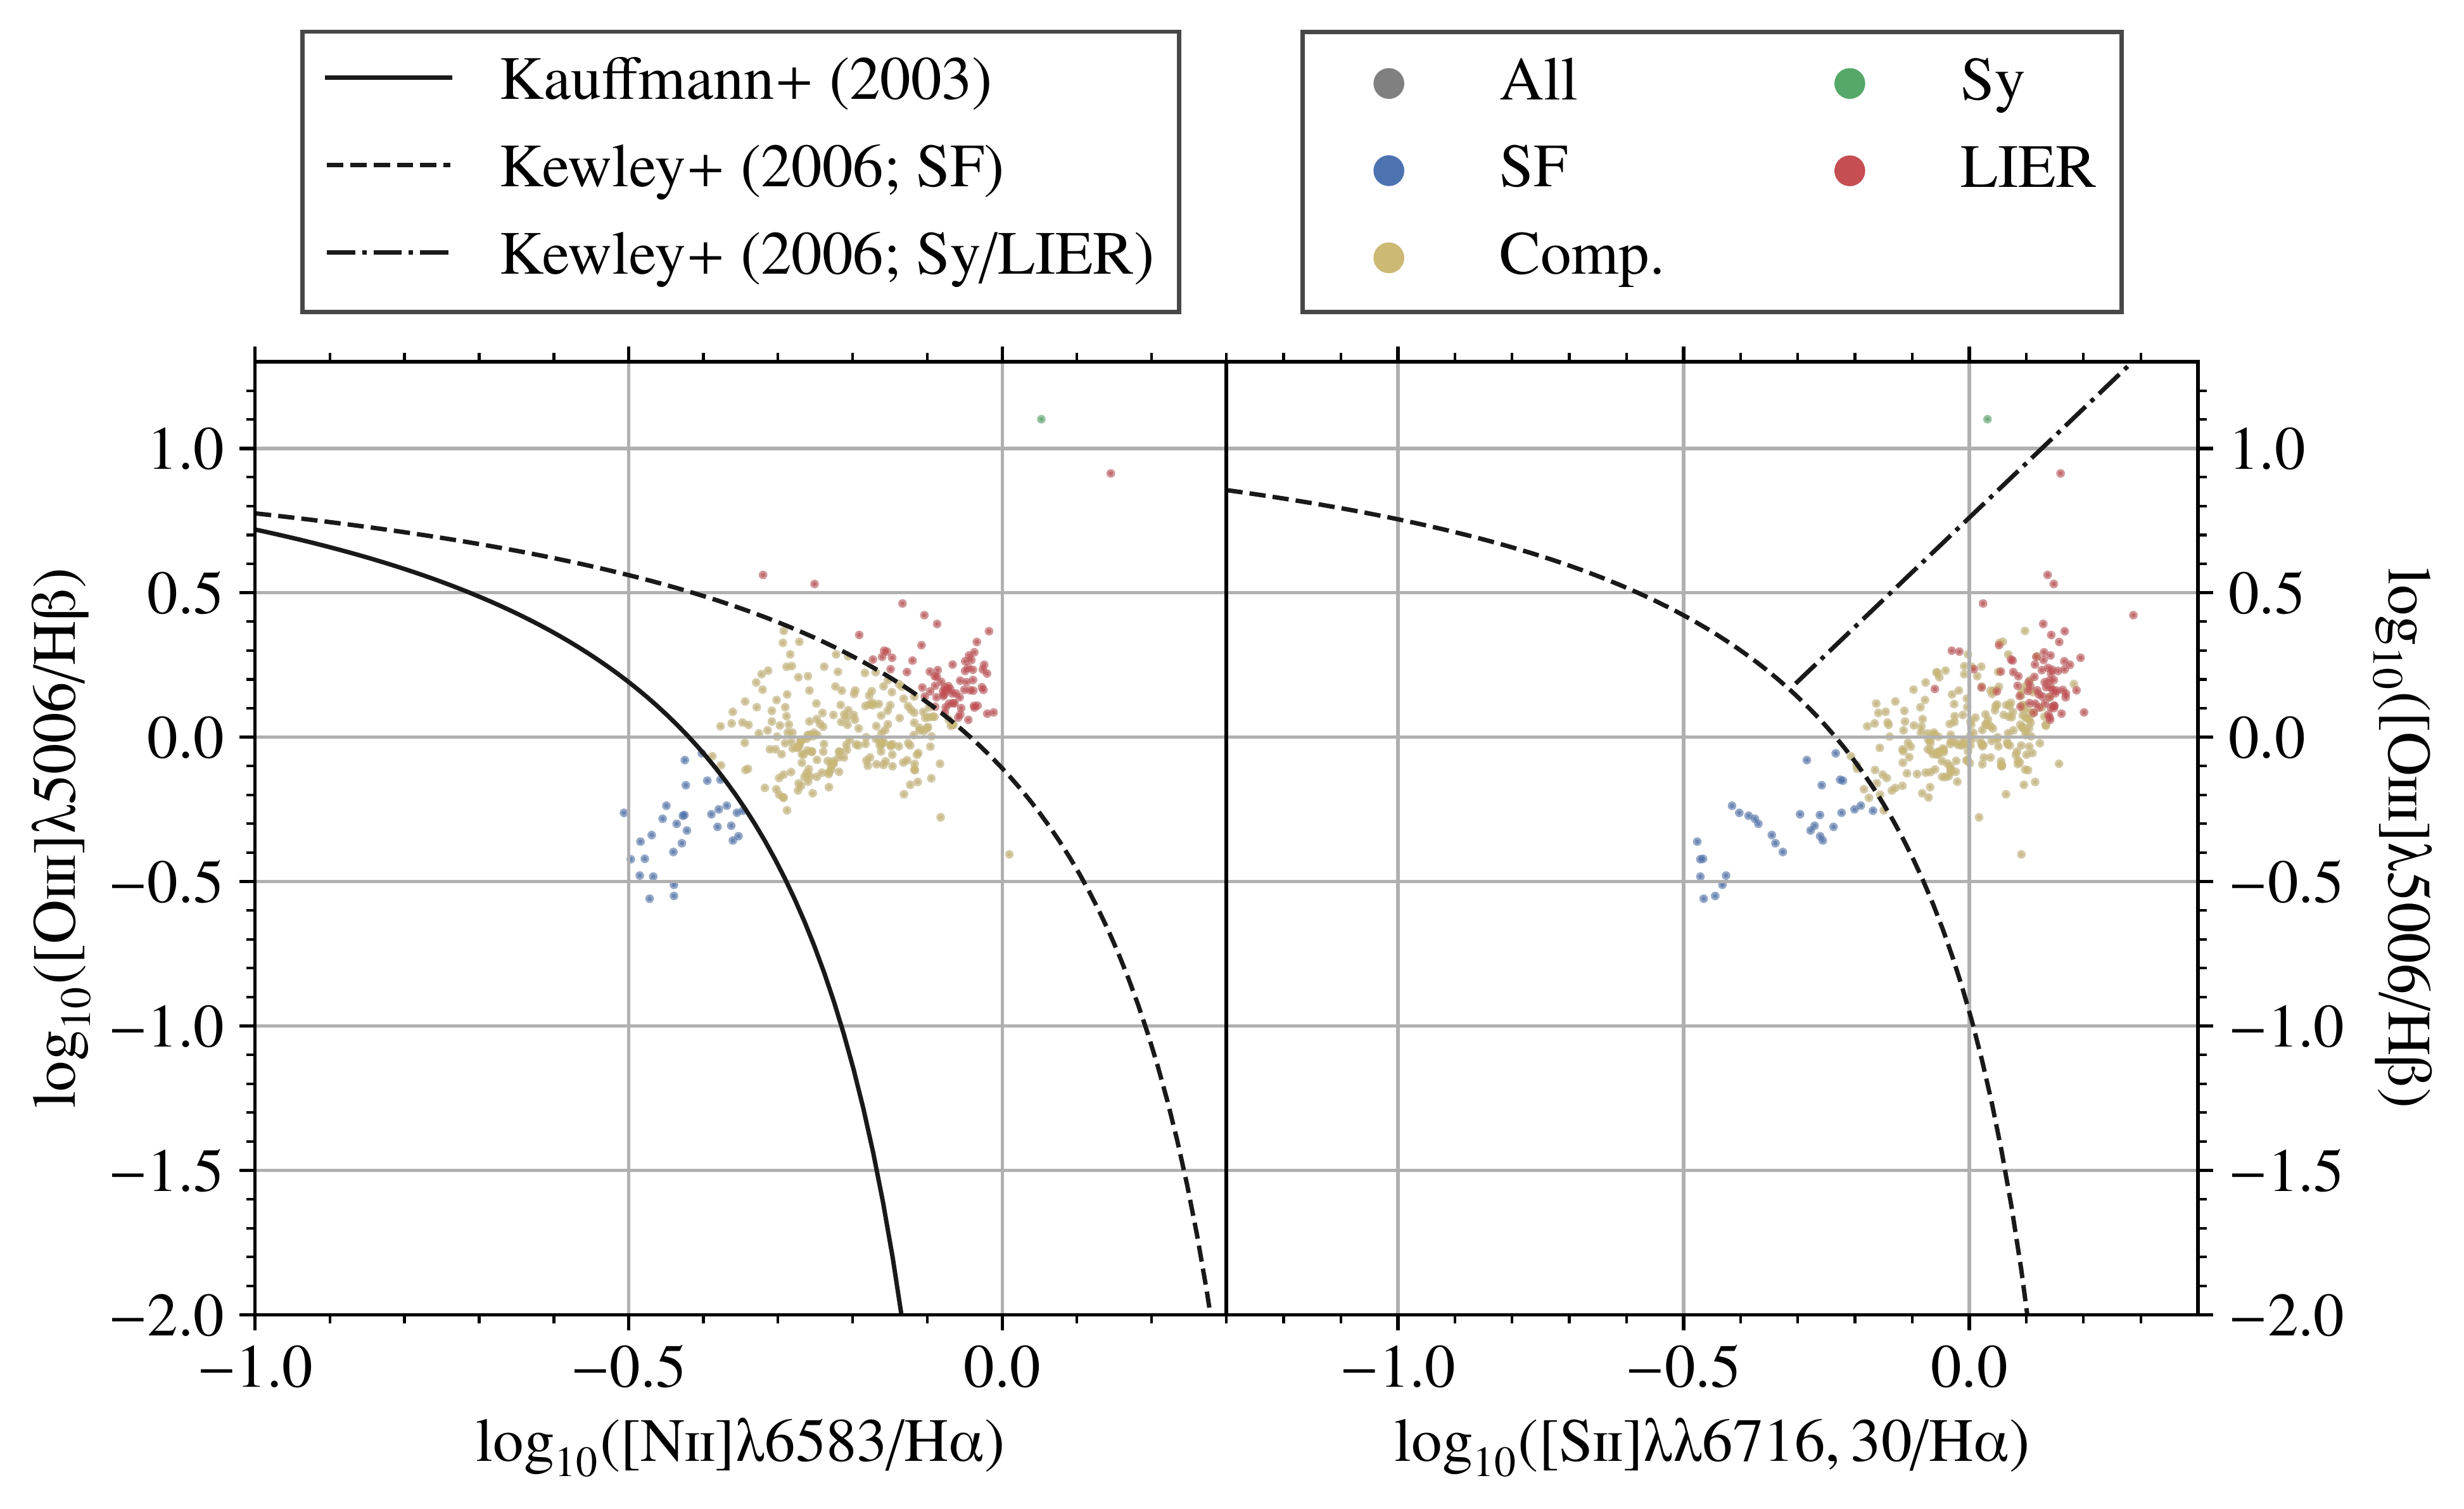 Kauffmann+ (2003)
Kewley+ (2006; SF)
Kewley+ (2006; Sy/LIER)
All
SF
Comp.
Sy
LIER
1.0
0.5
0.0
−0.5
−1.0
−1.5
−2.0
log10([OIII]λ5006/Hβ)
1.0
0.5
0.0
−0.5
−1.0
−1.5
−2.0
log10([OIII]λ5006/Hβ)
−1.0 −0.5 0.0
−1.0 −0.5 0.0
log10([NII]λ6583/Hα)
log10([SII]λλ6716, 30/Hα)